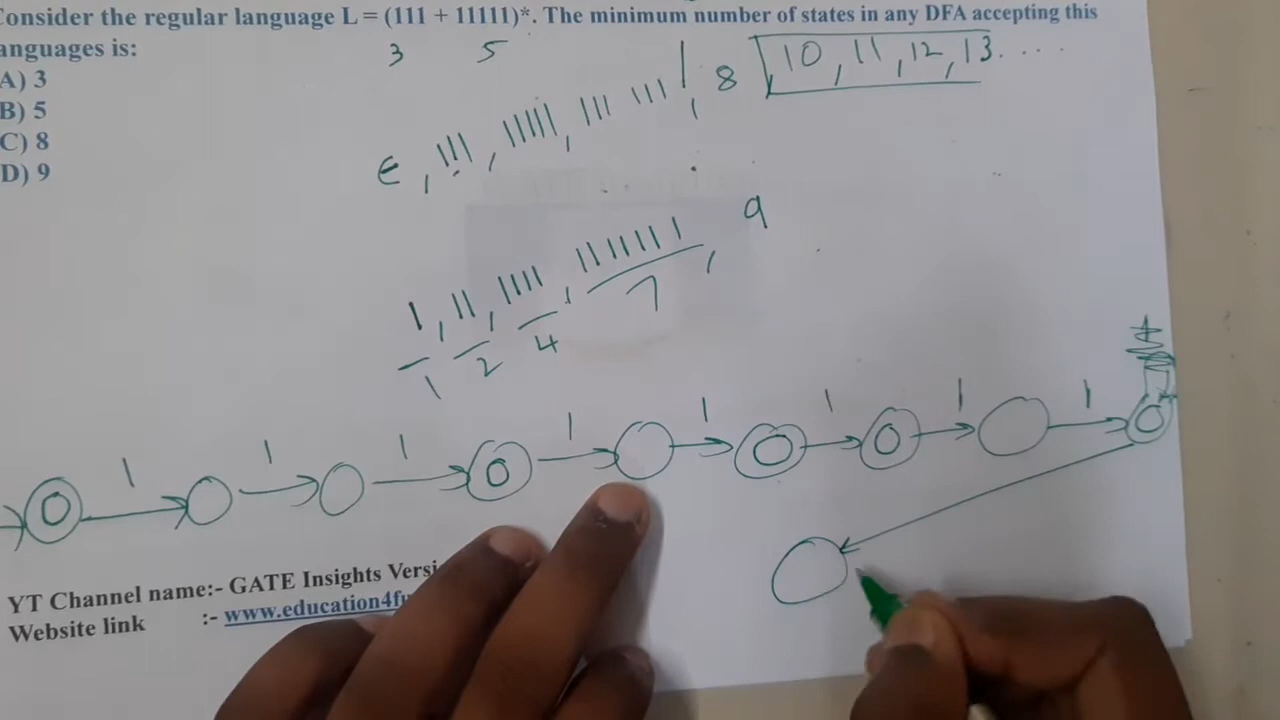 onsider the regular language L = (111 + 11111)*. The minimum number of states in any DFA accepting this
anguages is:
3 5
A) 3
B) 5
C) 8
D) 9
ϵ, 111, 11111, 111 111, 8 10, 11, 12, 13 ....
1, 11, 1111, 1111111, 9
1 2 4 7
1 1 1 1 1 1 1 1
YT Channel name:- GATE Insights Versi
Website link :- www.education4fu